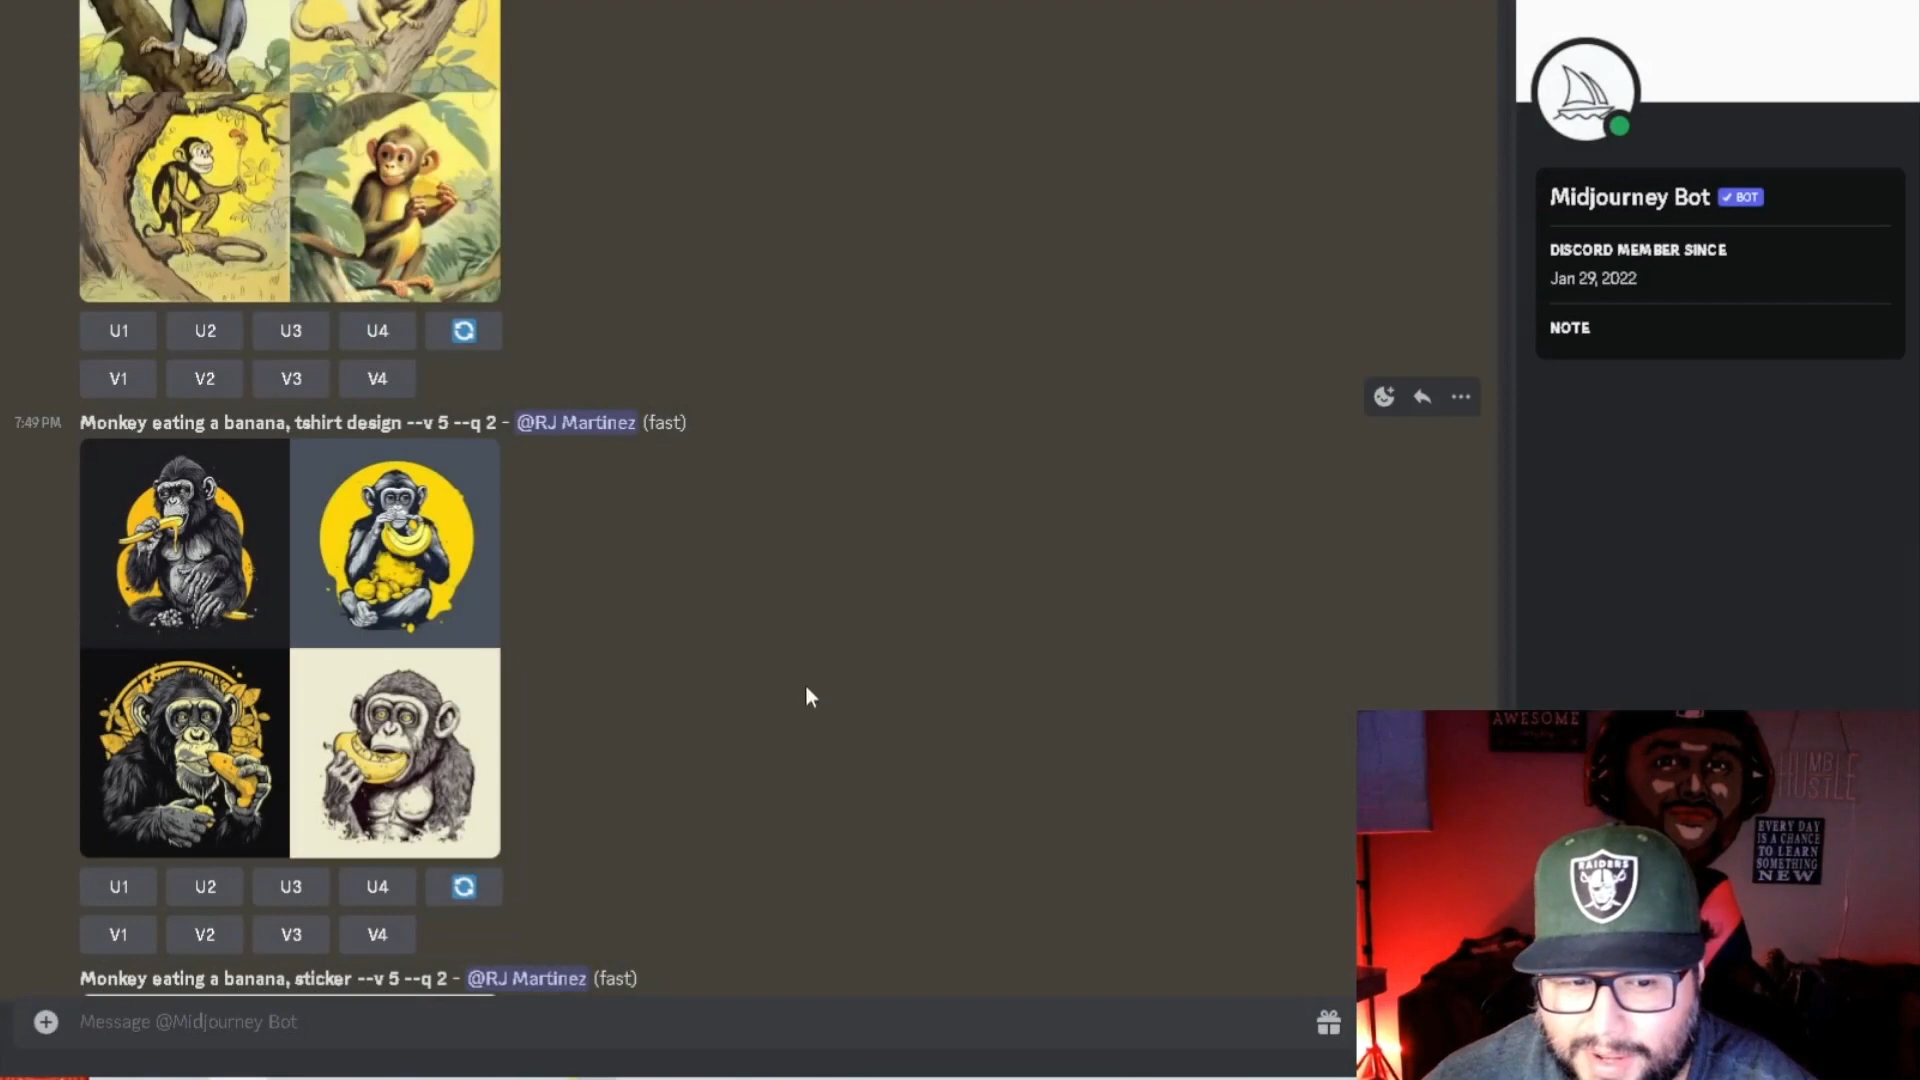 Midjourney Bot ✓ BOT
DISCORD MEMBER SINCE
Jan 29, 2022
NOTE
U1 U2 U3 U4
V1 V2 V3 V4
7:49 PM Monkey eating a banana, tshirt design --v 5 --q 2 - @RJ Martinez (fast)
U1 U2 U3 U4
V1 V2 V3 V4
Monkey eating a banana, sticker --v 5 --q 2 - @RJ Martinez (fast)
Message @Midjourney Bot
AWESOME
HUMBLE
HUSTLE
EVERY DAY
IS A CHANCE
TO LEARN
SOMETHING
NEW
RAIDERS